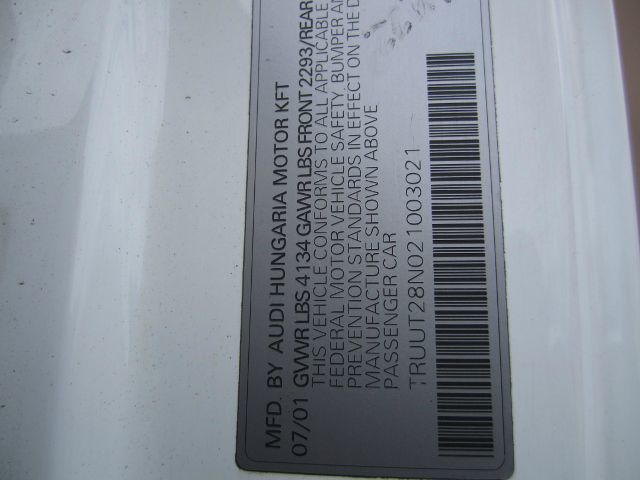 MFD. BY AUDI HUNGARIA MOTOR KFT
07/01 GVWR LBS 4134 GAWR LBS FRONT 2293/REAR
THIS VEHICLE CONFORMS TO ALL APPLICABLE
FEDERAL MOTOR VEHICLE SAFETY, BUMPER AN
PREVENTION STANDARDS IN EFFECT ON THE D
MANUFACTURE SHOWN ABOVE
PASSENGER CAR
TRUUT28N021003021